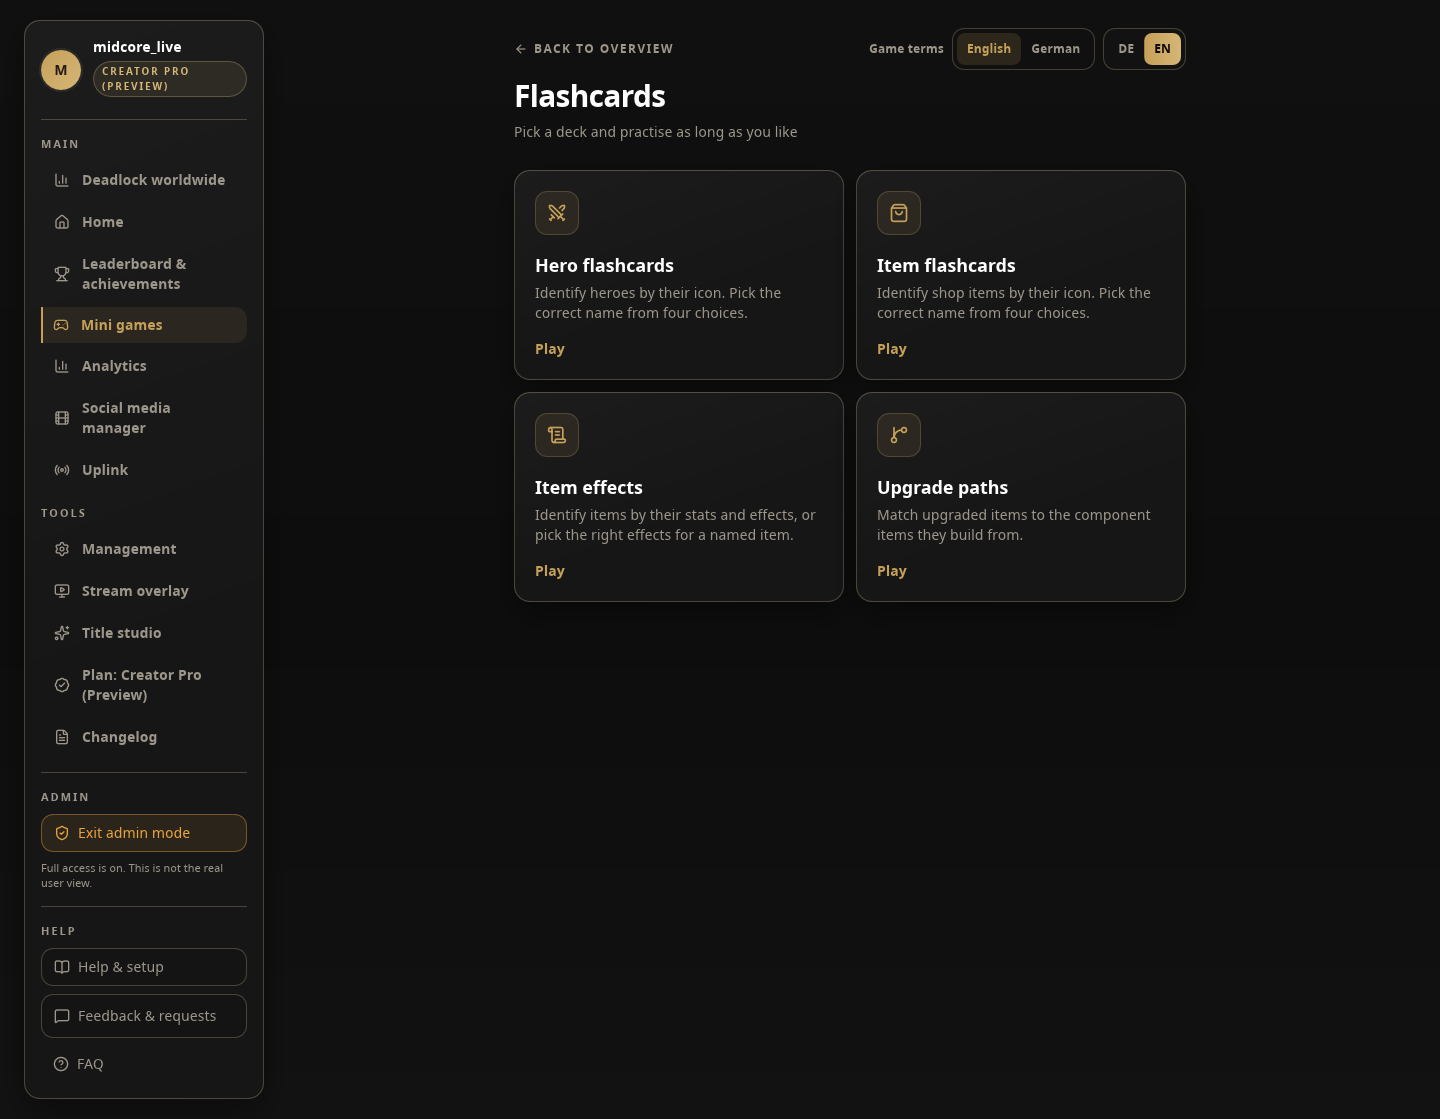 M
midcore_live
CREATOR PRO
(PREVIEW)
MAIN
Deadlock worldwide
Home
Leaderboard &
achievements
Mini games
Analytics
Social media
manager
Uplink
TOOLS
Management
Stream overlay
Title studio
Plan: Creator Pro
(Preview)
Changelog
ADMIN
Exit admin mode
Full access is on. This is not the real
user view.
HELP
Help & setup
Feedback & requests
FAQ
BACK TO OVERVIEW
Game terms English German DE EN
Flashcards
Pick a deck and practise as long as you like
Hero flashcards
Identify heroes by their icon. Pick the
correct name from four choices.
Play
Item flashcards
Identify shop items by their icon. Pick the
correct name from four choices.
Play
Item effects
Identify items by their stats and effects, or
pick the right effects for a named item.
Play
Upgrade paths
Match upgraded items to the component
items they build from.
Play